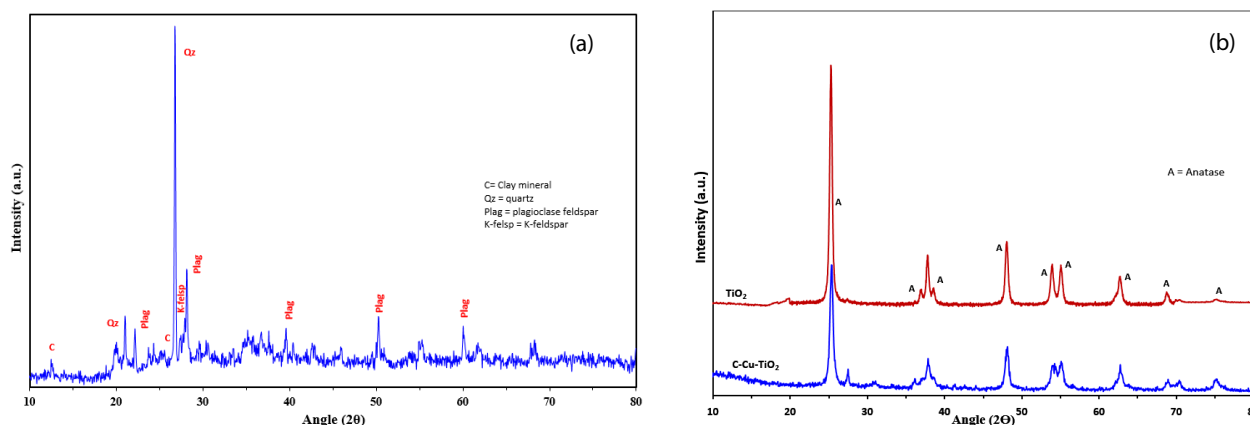 (a)
Qz
C= Clay mineral
Qz = quartz
Plag = plagioclase feldspar
K-felsp = K-feldspar
Plag
K-felsp
Qz
Plag
C
C
Plag
Plag
Plag
Intensity (a.u.)
10 20 30 40 50 60 70 80
Angle (2θ)
(b)
A = Anatase
A
A
A
A
A
A
A
A
A
TiO2
C-Cu-TiO2
Intensity (a.u.)
10 20 30 40 50 60 70 80
Angle (2Θ)